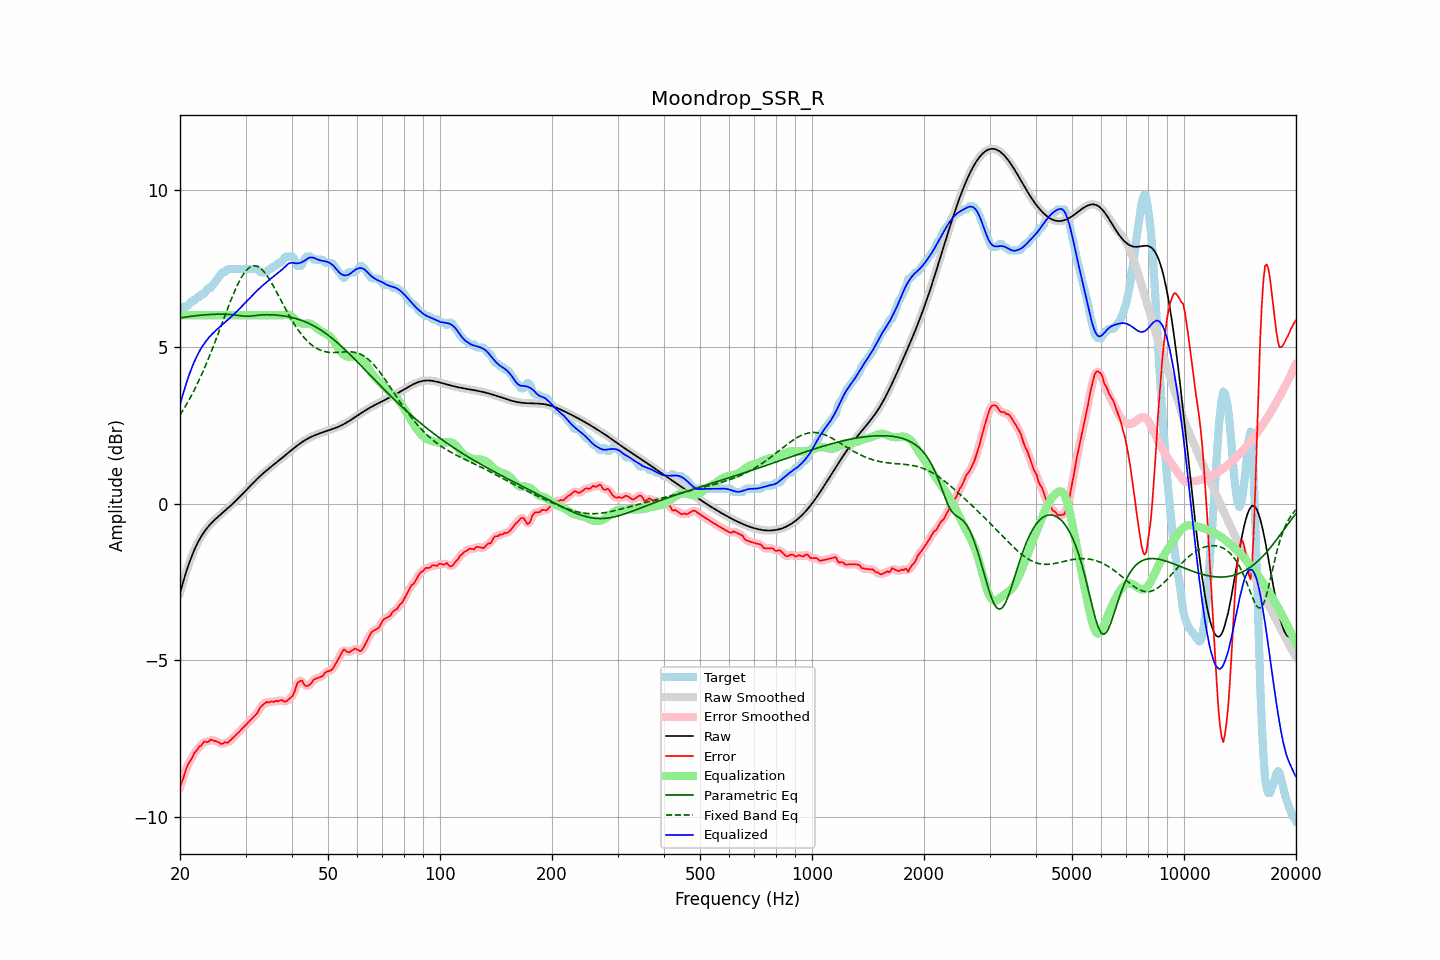 Moondrop_SSR_R
Amplitude (dBr)
10
5
0
−5
−10
Target
Raw Smoothed
Error Smoothed
Raw
Error
Equalization
Parametric Eq
Fixed Band Eq
Equalized
20 50 100 200 500 1000 2000 5000 10000 20000
Frequency (Hz)